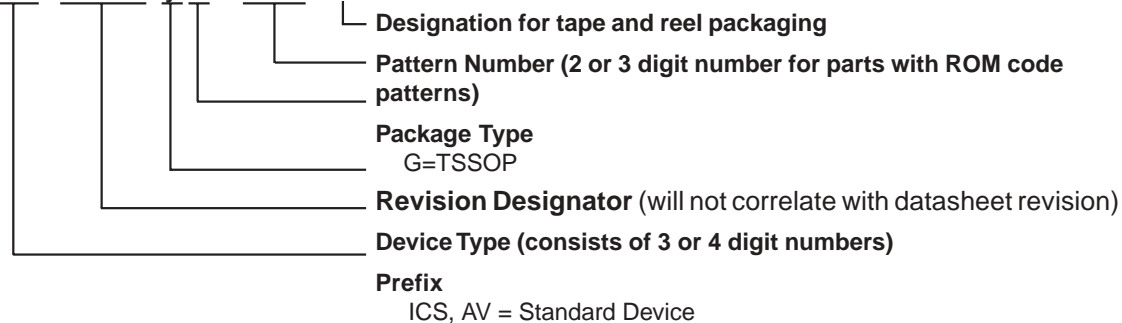 Designation for tape and reel packaging
Pattern Number (2 or 3 digit number for parts with ROM code
patterns)
Package Type
G=TSSOP
Revision Designator (will not correlate with datasheet revision)
Device Type (consists of 3 or 4 digit numbers)
Prefix
ICS, AV = Standard Device